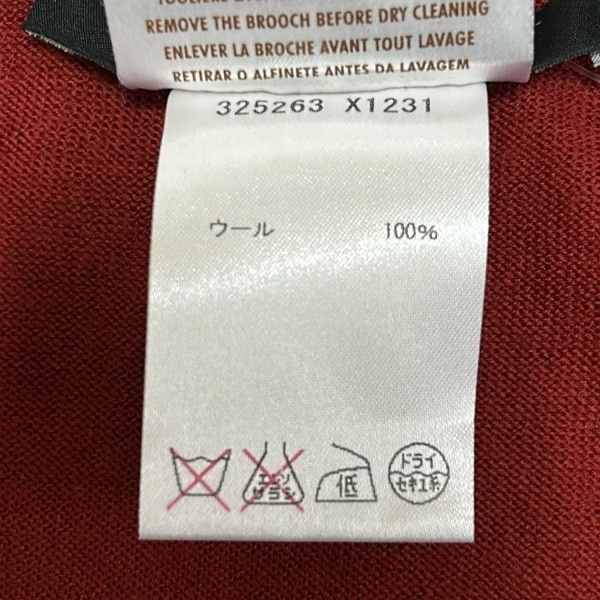 REMOVE THE BROOCH BEFORE DRY CLEANING
ENLEVER LA BROCHE AVANT TOUT LAVAGE
RETIRAR O ALFINETE ANTES DA LAVAGEM
325263 X1231
ウール 100%
エンソ
サラシ
低
ドライ
セキユ系